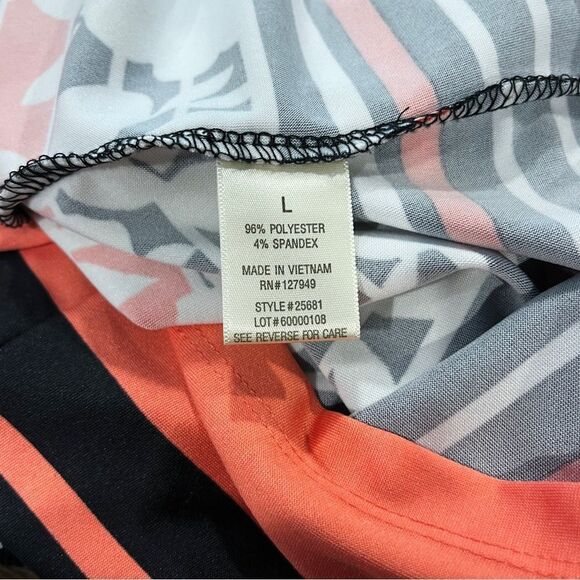 L
96% POLYESTER
4% SPANDEX
MADE IN VIETNAM
RN#127949
STYLE#25681
LOT#60000108
SEE REVERSE FOR CARE